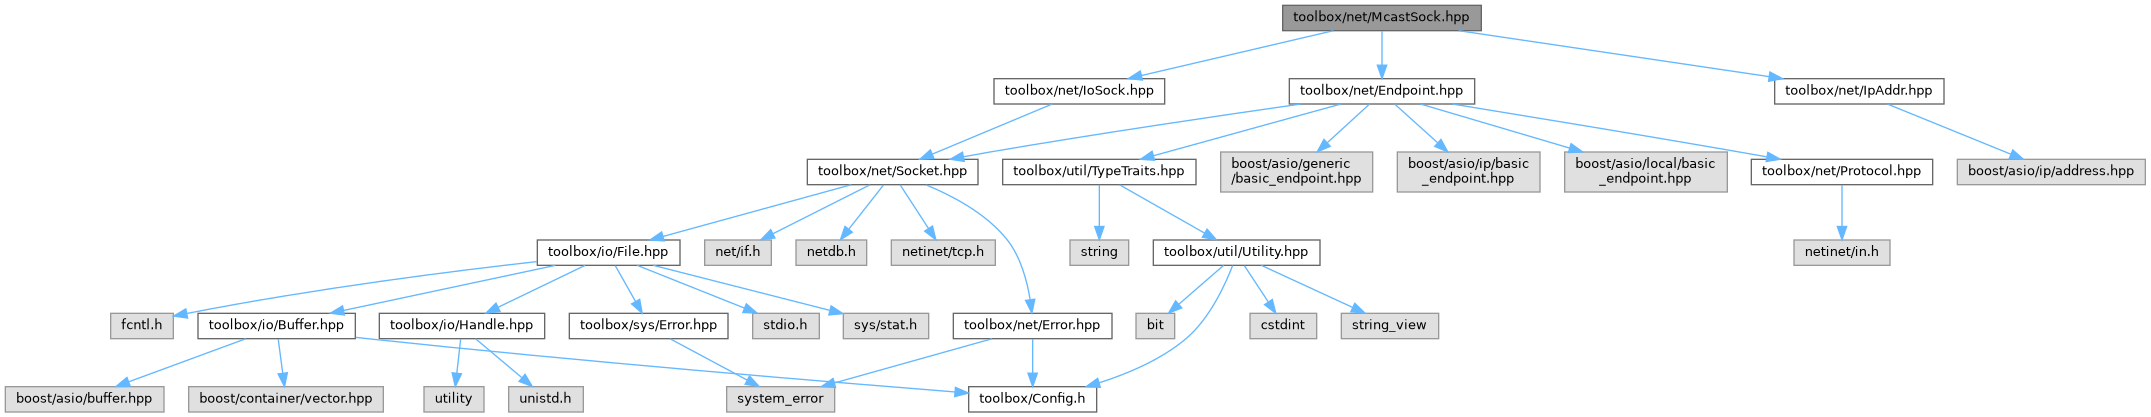 toolbox/net/McastSock.hpp
toolbox/net/IoSock.hpp
toolbox/net/Endpoint.hpp
toolbox/net/IpAddr.hpp
toolbox/net/Socket.hpp
toolbox/util/TypeTraits.hpp
boost/asio/generic
/basic_endpoint.hpp
boost/asio/ip/basic
_endpoint.hpp
boost/asio/local/basic
_endpoint.hpp
toolbox/net/Protocol.hpp
boost/asio/ip/address.hpp
toolbox/io/File.hpp
net/if.h
netdb.h
netinet/tcp.h
string
toolbox/util/Utility.hpp
netinet/in.h
fcntl.h
toolbox/io/Buffer.hpp
toolbox/io/Handle.hpp
toolbox/sys/Error.hpp
stdio.h
sys/stat.h
toolbox/net/Error.hpp
bit
cstdint
string_view
boost/asio/buffer.hpp
boost/container/vector.hpp
utility
unistd.h
system_error
toolbox/Config.h